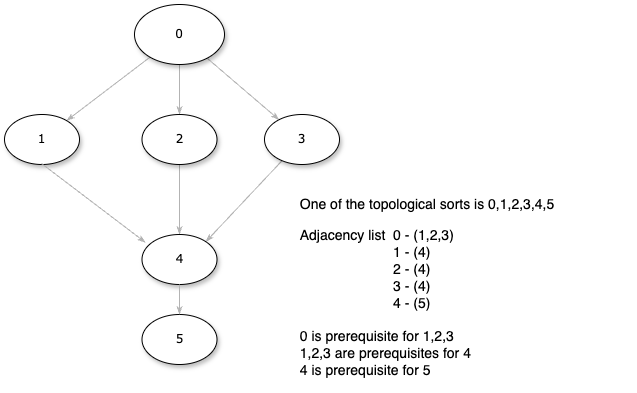 0
1
2
3
4
5
One of the topological sorts is 0,1,2,3,4,5
Adjacency list 0 - (1,2,3)
1 - (4)
2 - (4)
3 - (4)
4 - (5)
0 is prerequisite for 1,2,3
1,2,3 are prerequisites for 4
4 is prerequisite for 5